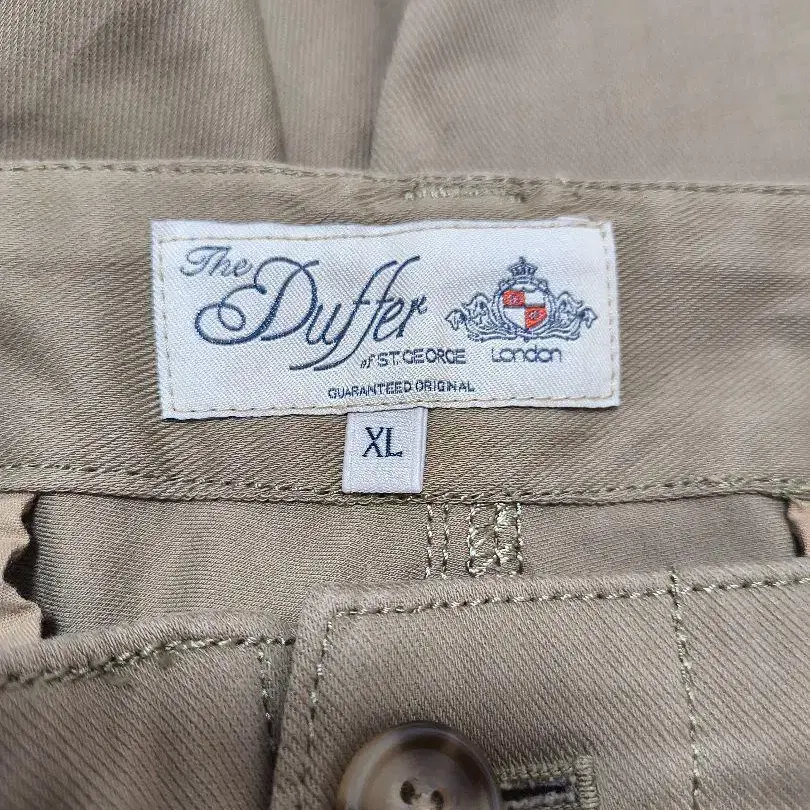 The
Duffer
of ST. GEORGE
London
GUARANTEED ORIGINAL
XL